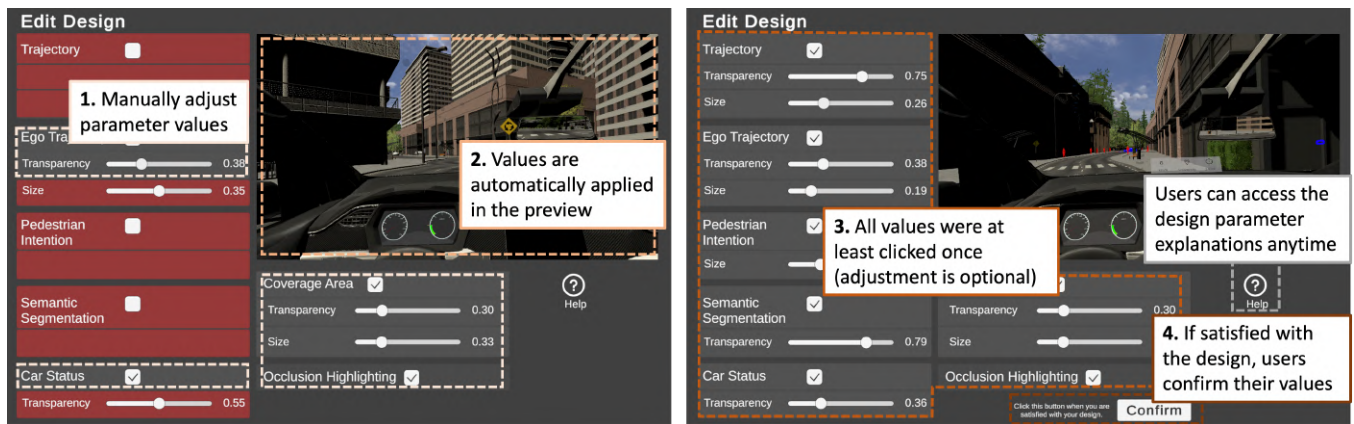 Edit Design
Trajectory
1. Manually adjust
parameter values
Ego Tra
Transparency 0.38
Size 0.35
Pedestrian
Intention
Semantic
Segmentation
Car Status
Transparency 0.55
2. Values are
automatically applied
in the preview
Coverage Area
Transparency 0.30
Size 0.33
Occlusion Highlighting
?
Help
Edit Design
Trajectory
Transparency 0.75
Size 0.26
Ego Trajectory
Transparency 0.38
Size 0.19
Pedestrian
Intention
Size
Semantic
Segmentation
Transparency 0.79
Car Status
Transparency 0.36
3. All values were at
least clicked once
(adjustment is optional)
Users can access the
design parameter
explanations anytime
?
Help
Transparency 0.30
Size
Occlusion Highlighting
4. If satisfied with
the design, users
confirm their values
Click this button when you are
satisfied with your design.
Confirm